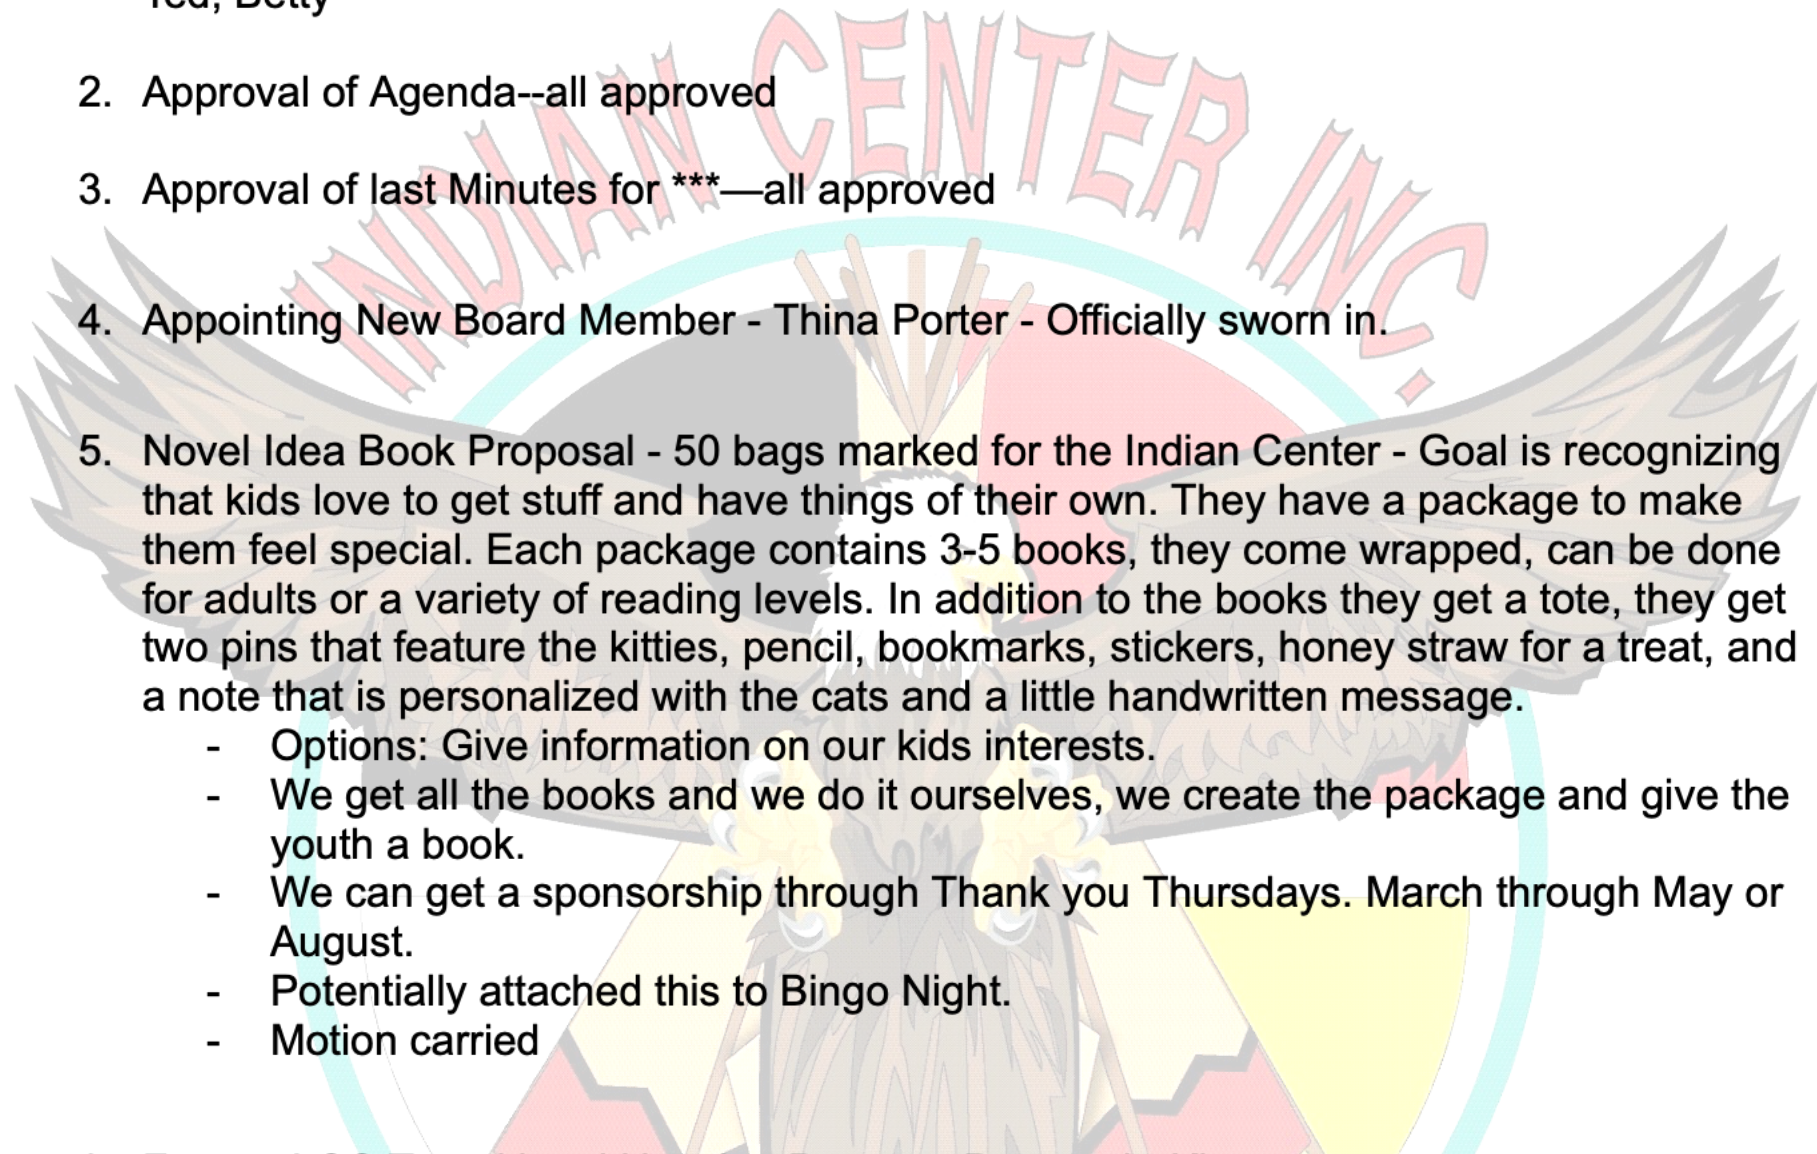 Ted, Betty
INDIAN CENTER INC.
2. Approval of Agenda--all approved
3. Approval of last Minutes for ***—all approved
4. Appointing New Board Member - Thina Porter - Officially sworn in.
5. Novel Idea Book Proposal - 50 bags marked for the Indian Center - Goal is recognizing
that kids love to get stuff and have things of their own. They have a package to make
them feel special. Each package contains 3-5 books, they come wrapped, can be done
for adults or a variety of reading levels. In addition to the books they get a tote, they get
two pins that feature the kitties, pencil, bookmarks, stickers, honey straw for a treat, and
a note that is personalized with the cats and a little handwritten message.
- Options: Give information on our kids interests.
- We get all the books and we do it ourselves, we create the package and give the
youth a book.
- We can get a sponsorship through Thank you Thursdays. March through May or
August.
- Potentially attached this to Bingo Night.
- Motion carried